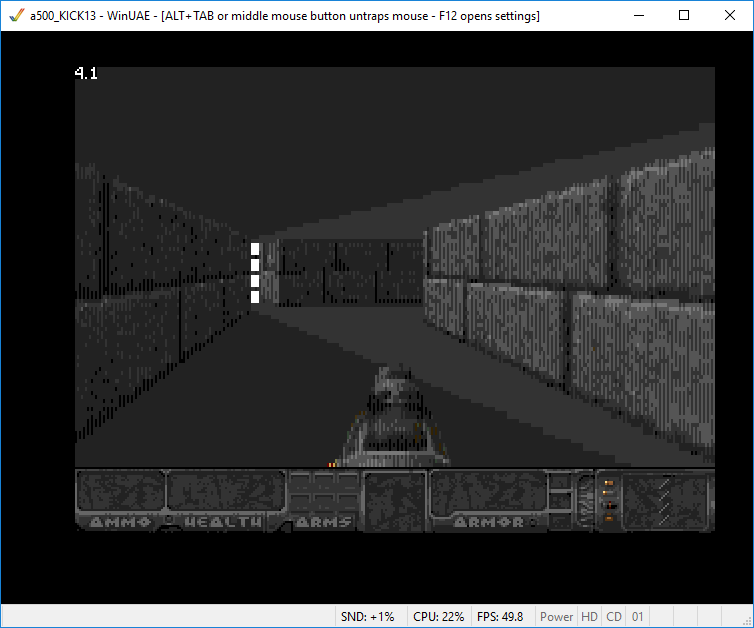 a500_KICK13 - WinUAE - [ALT+TAB or middle mouse button untraps mouse - F12 opens settings]
4.1
AMMO HEALTH ARMS ARMOR
SND: +1% CPU: 22% FPS: 49.8 Power HD CD 01